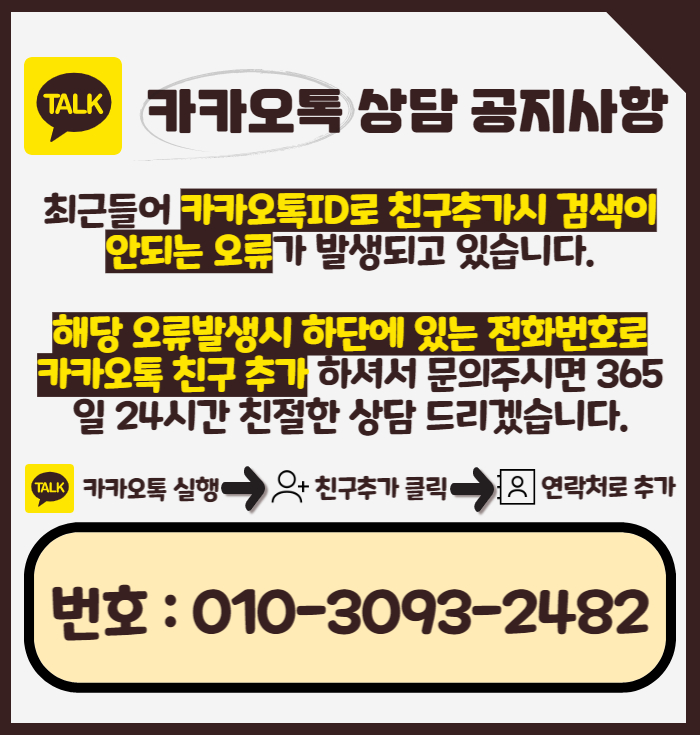 TALK
카카오톡 상담 공지사항
최근들어 카카오톡ID로 친구추가시 검색이
안되는 오류가 발생되고 있습니다.
해당 오류발생시 하단에 있는 전화번호로
카카오톡 친구 추가 하셔서 문의주시면 365
일 24시간 친절한 상담 드리겠습니다.
TALK 카카오톡 실행 친구추가 클릭 연락처로 추가
번호 : 010-3093-2482